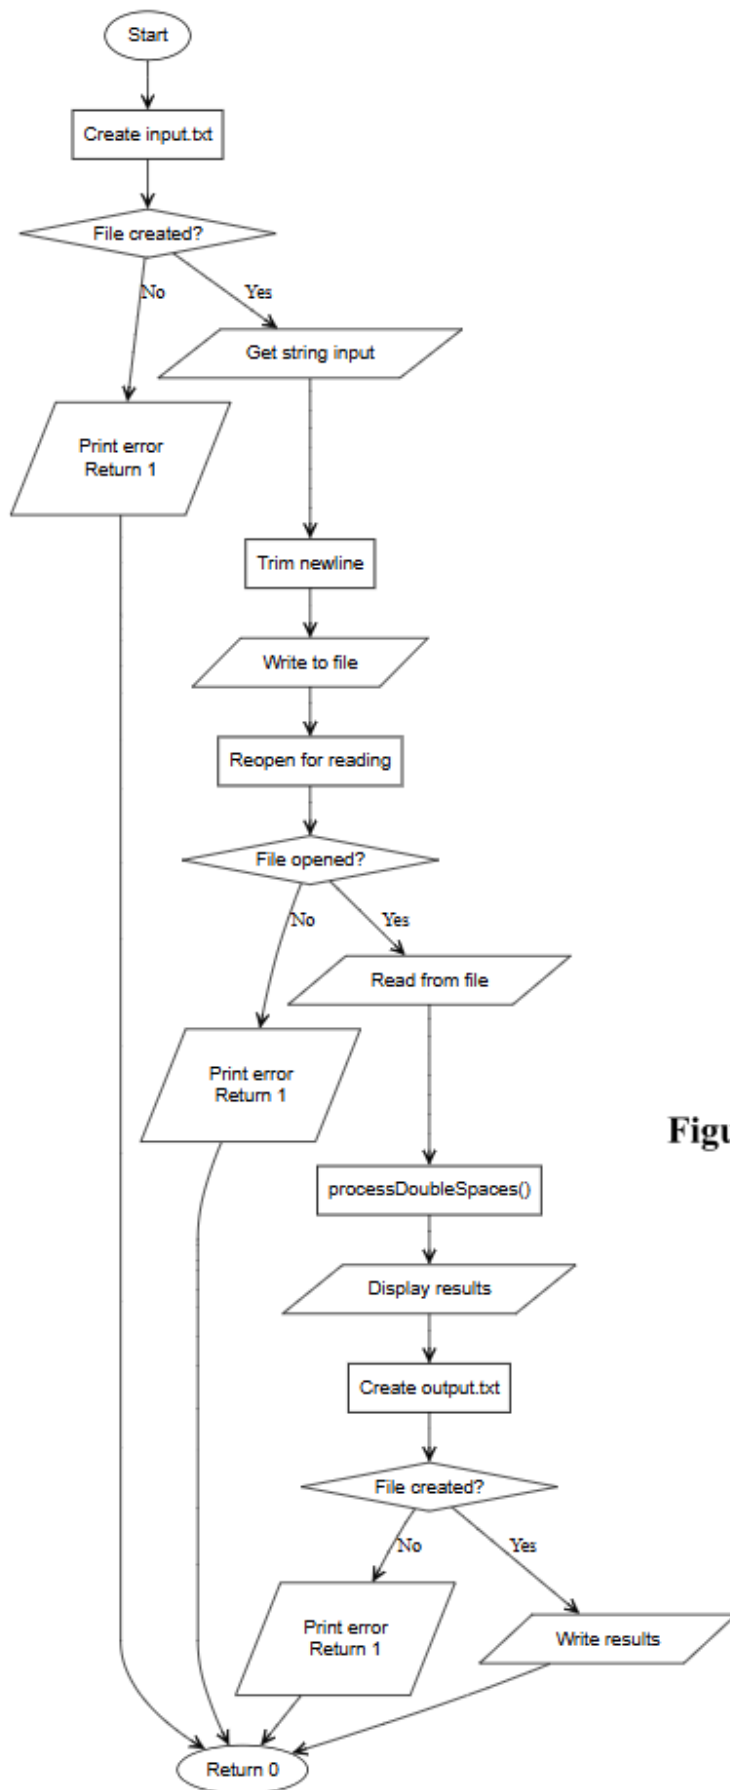 Start
Create input.txt
File created?
No
Yes
Get string input
Print error
Return 1
Trim newline
Write to file
Reopen for reading
File opened?
No
Yes
Read from file
Print error
Return 1
Figu
processDoubleSpaces()
Display results
Create output.txt
File created?
No
Yes
Print error
Return 1
Write results
Return 0